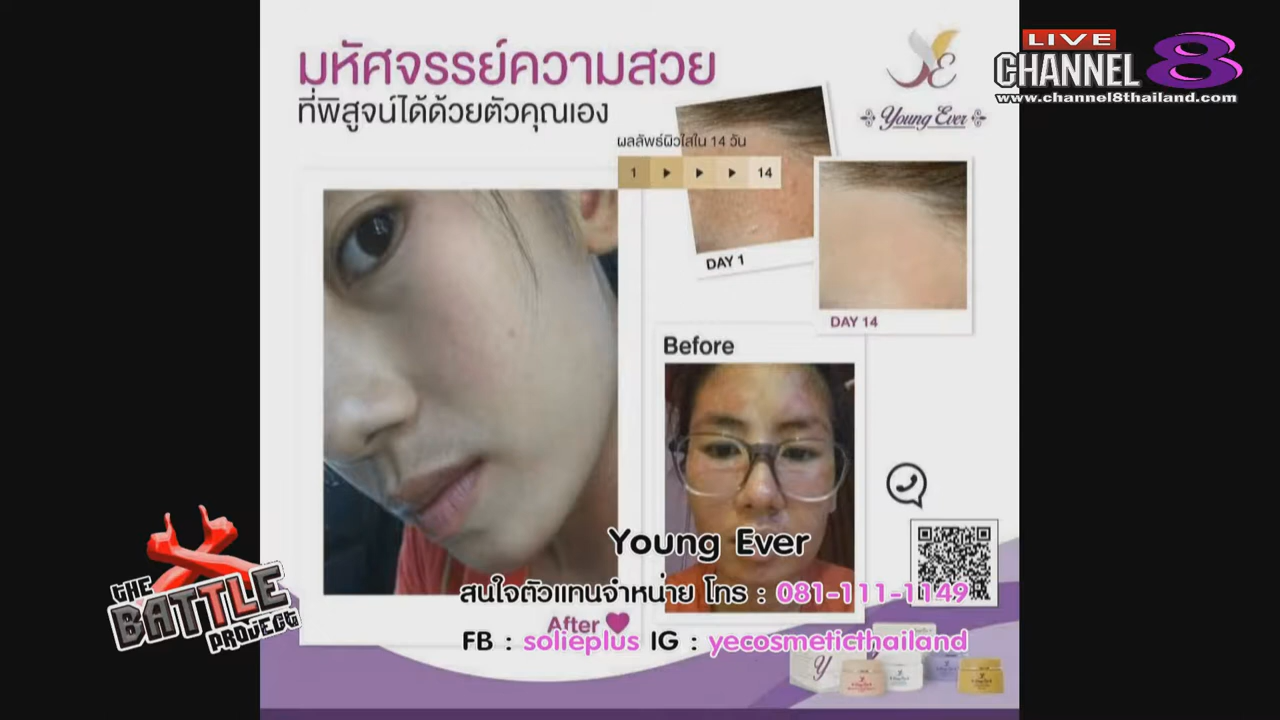 มหัศจรรย์ความสวย
ที่พิสูจน์ได้ด้วยตัวคุณเอง
LIVE
CHANNEL 8
www.channel8thailand.com
YE
Young Ever
ผลลัพธ์ผิวใสใน 14 วัน
1 14
DAY 1
DAY 14
Before
After
Young Ever
สนใจตัวแทนจำหน่าย โทร : 081-111-1149
FB : solieplus IG : yecosmeticthailand
THE
BATTLE
PROJECT